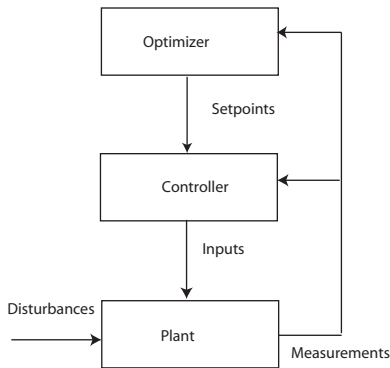 Optimizer
Setpoints
Controller
Inputs
Disturbances
Plant
Measurements